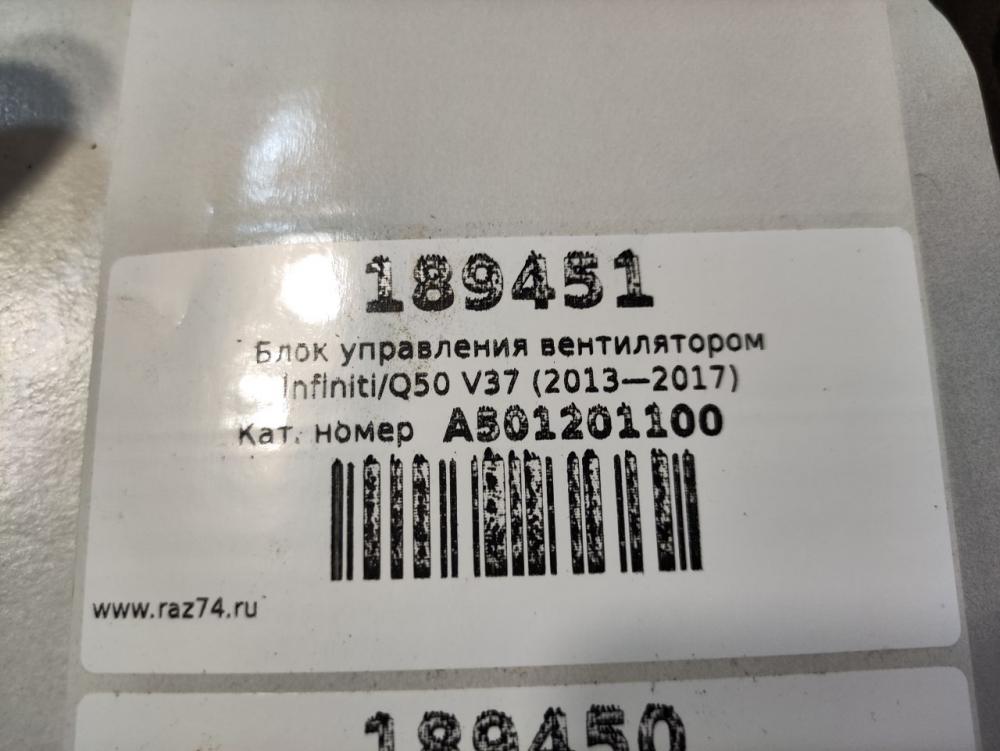 189451
Блок управления вентилятором
Infiniti/Q50 V37 (2013—2017)
Кат. номер A501201100
www.raz74.ru
189450